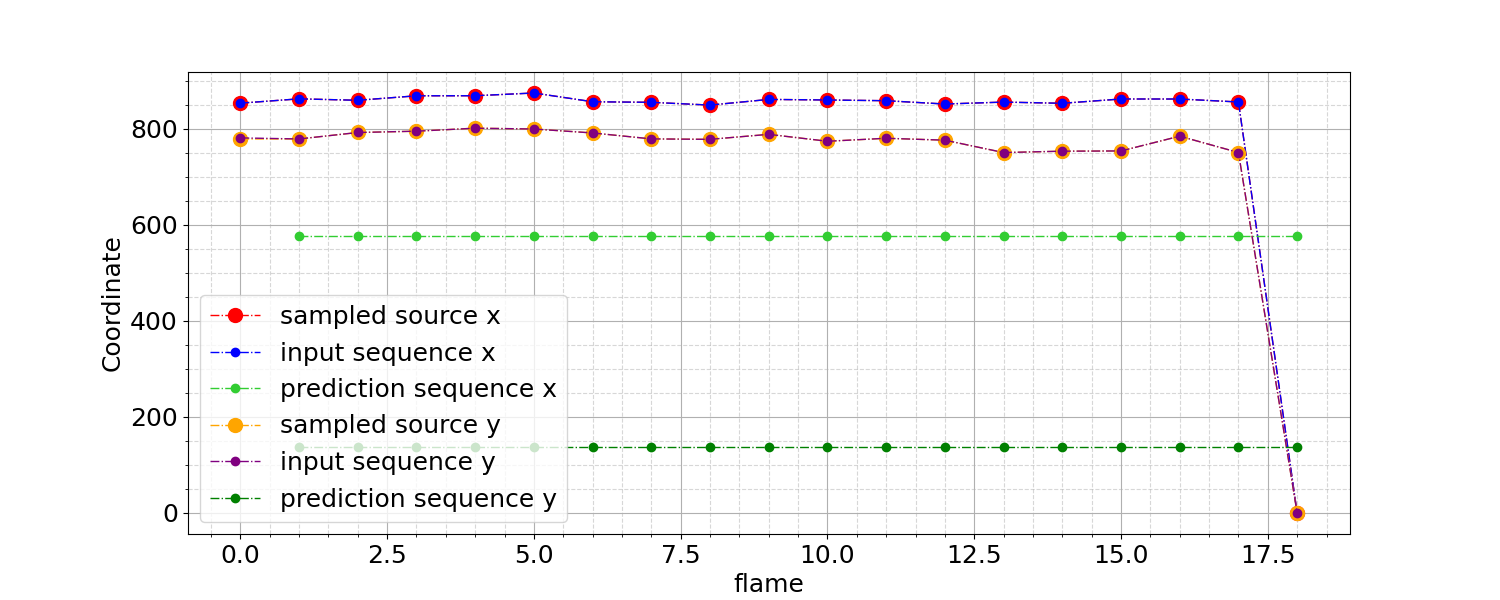 800
600
400
200
0
Coordinate
sampled source x
input sequence x
prediction sequence x
sampled source y
input sequence y
prediction sequence y
0.0 2.5 5.0 7.5 10.0 12.5 15.0 17.5
flame